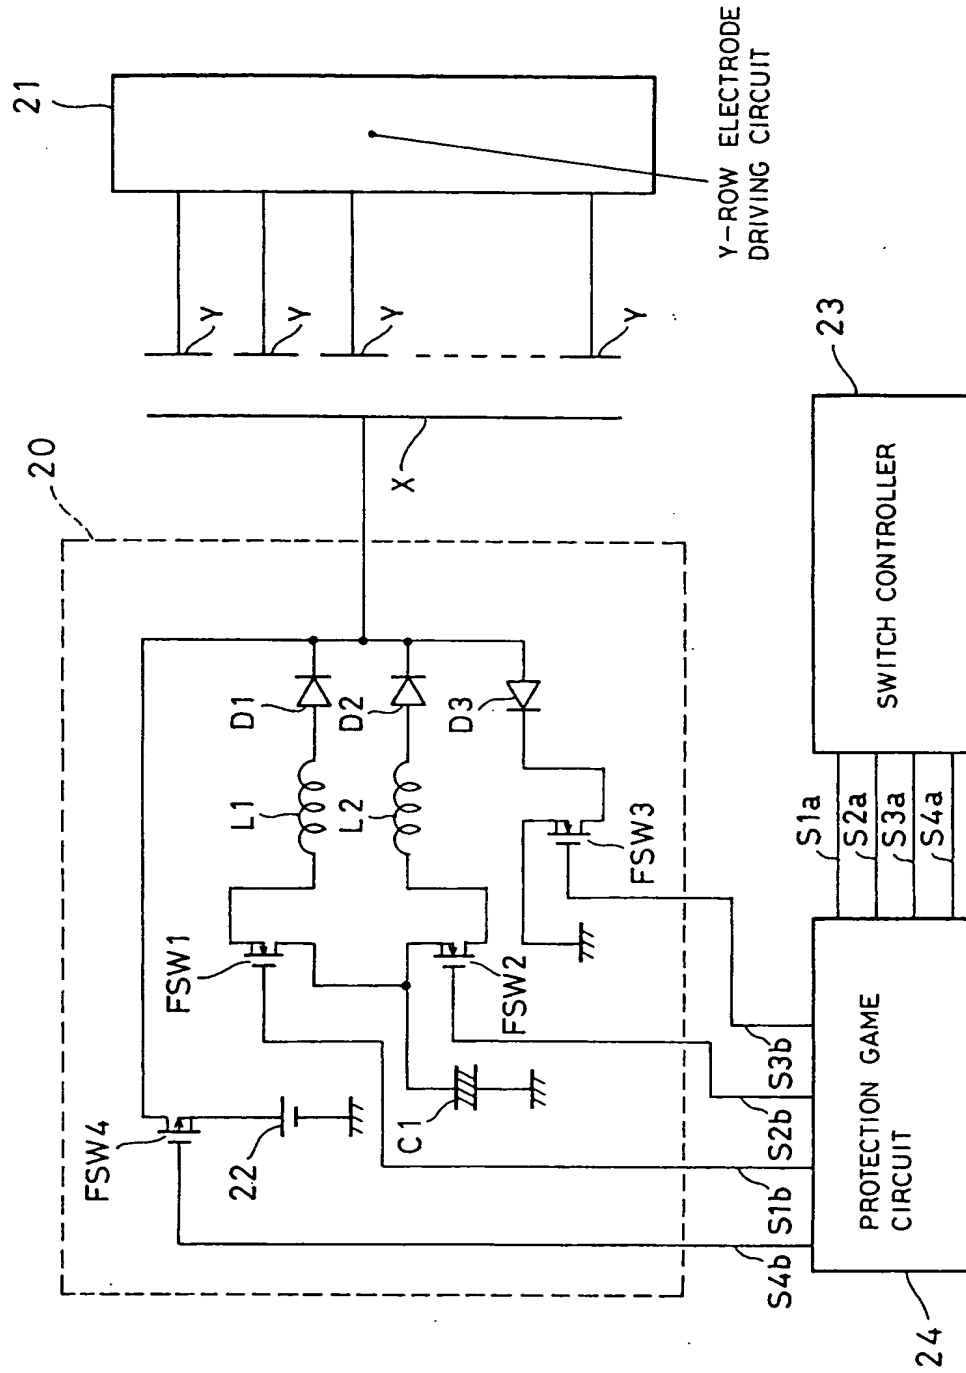 20
21
FSW4
22
FSW1
L1
D1
C1
FSW2
L2
D2
FSW3
D3
X
Y
Y
Y
Y
Y-ROW ELECTRODE
DRIVING CIRCUIT
S4b
S1b
S2b
S3b
24
PROTECTION GAME
CIRCUIT
S1a
S2a
S3a
S4a
SWITCH CONTROLLER
23